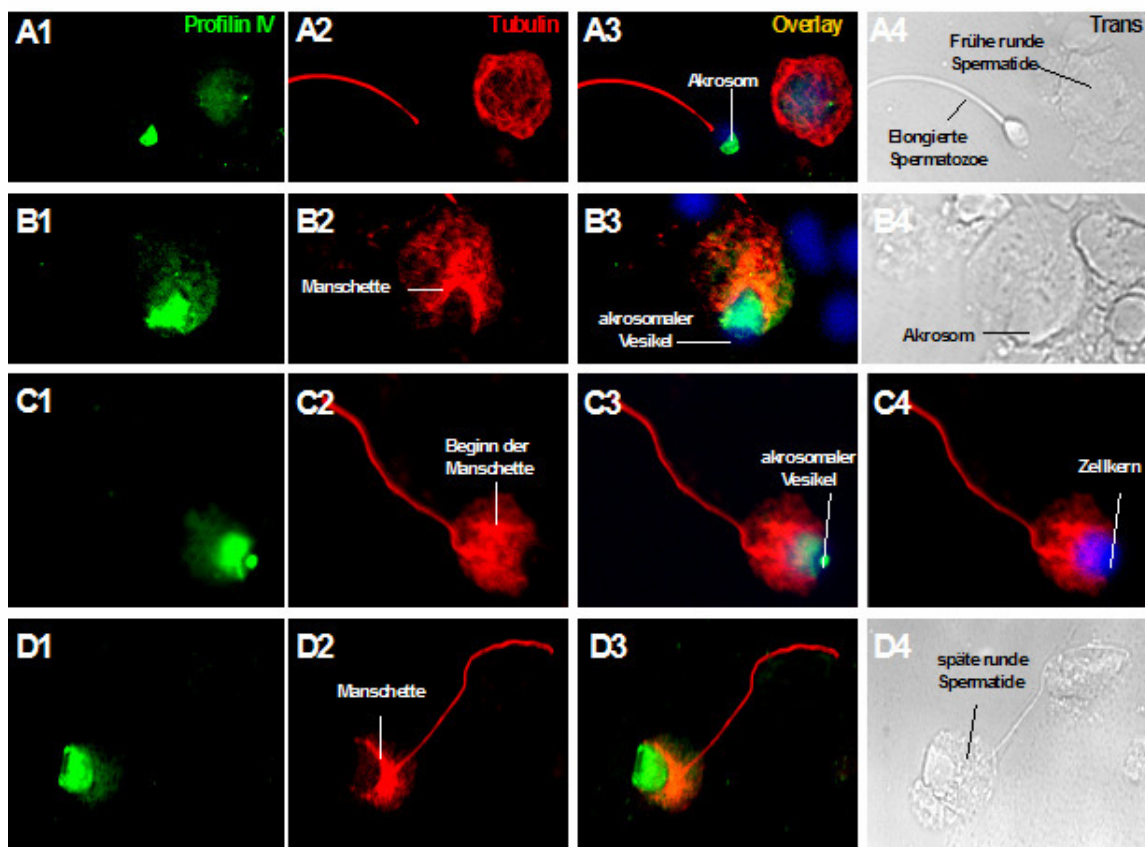 A1 Profilin IV
A2 Tubulin
A3 Overlay
Akrosom
A4 Trans
Frühe runde
Spermatide
Elongierte
Spermatozoe
B1
B2
Manschette
B3
akrosomaler
Vesikel
B4
Akrosom
C1
C2
Beginn der
Manschette
C3
akrosomaler
Vesikel
C4
Zellkern
D1
D2
Manschette
D3
D4
späte runde
Spermatide